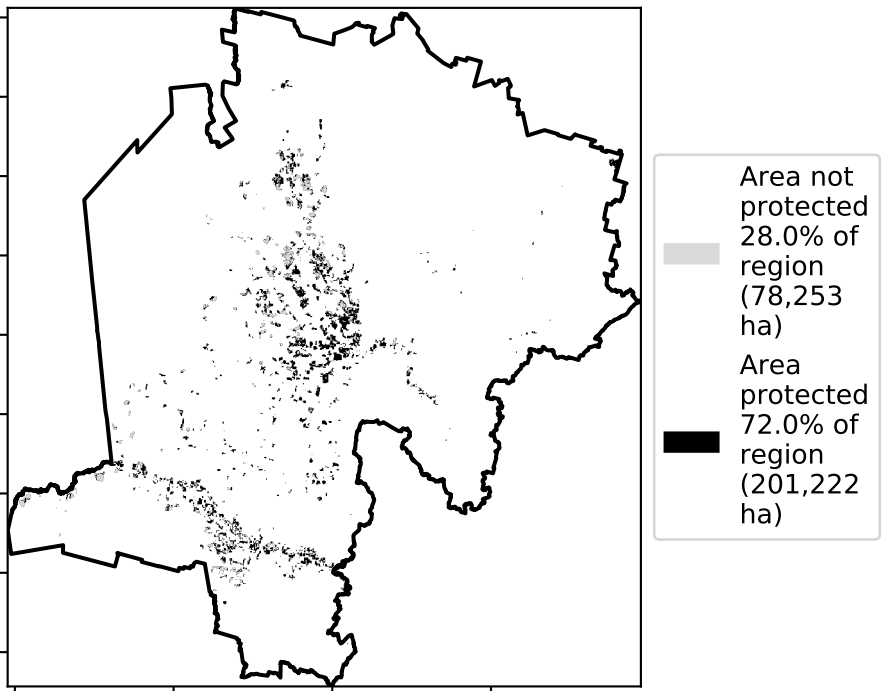 Area not
protected
28.0% of
region
(78,253
ha)
Area
protected
72.0% of
region
(201,222
ha)